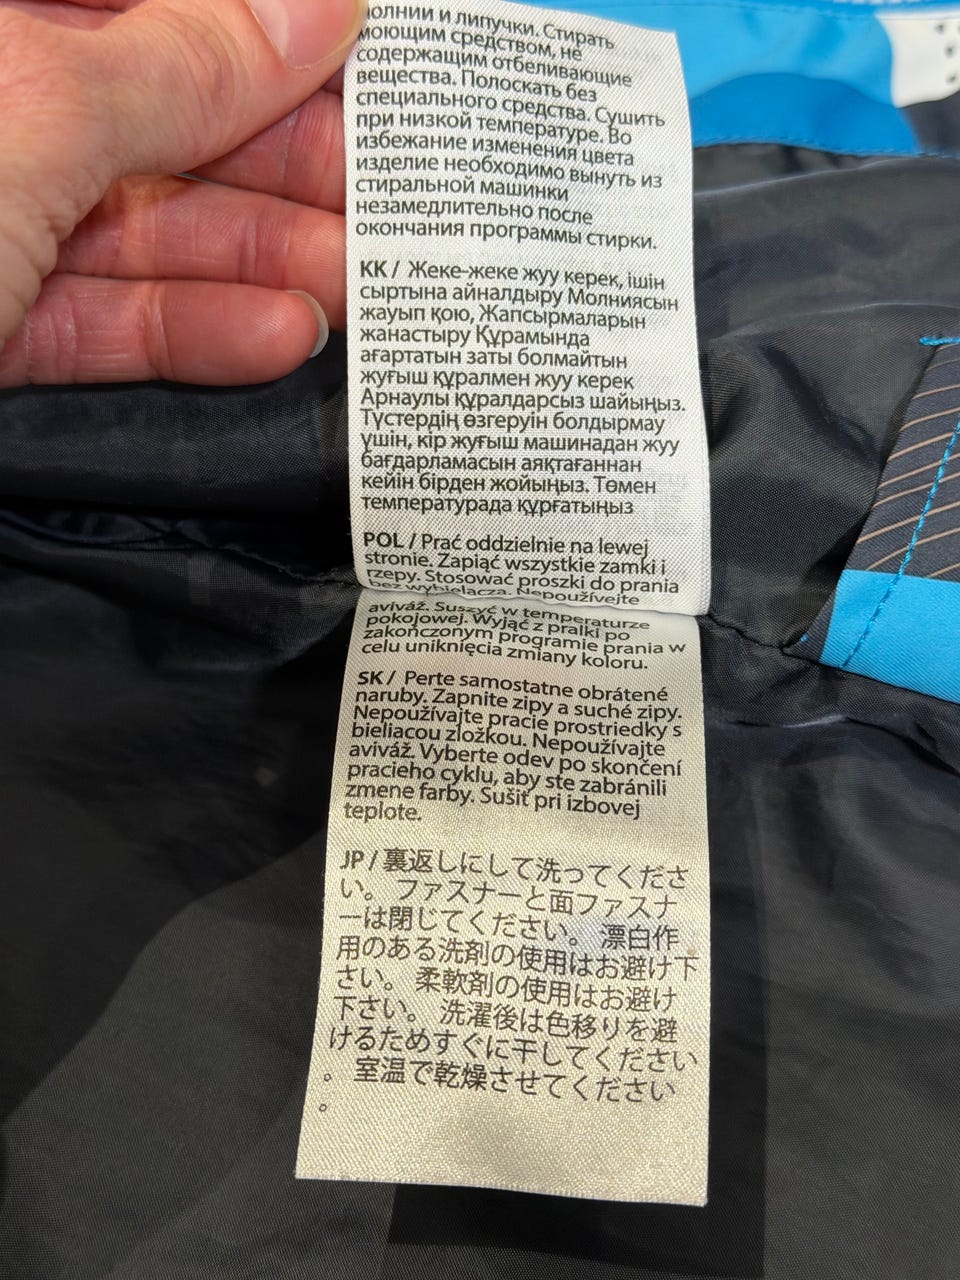 олнии и липучки. Стирать
моющим средством, не
содержащим отбеливающие
вещества. Полоскать без
специального средства. Сушить
при низкой температуре. Во
избежание изменения цвета
изделие необходимо вынуть из
стиральной машинки
незамедлительно после
окончания программы стирки.
KK / Жеке-жеке жуу керек, ішін
сыртына айналдыру Молниясын
жауып қою, Жапсырмаларын
жанастыру Құрамында
ағартатын заты болмайтын
жуғыш құралмен жуу керек
Арнаулы құралдарсыз шайыңыз.
Түстердің өзгеруін болдырмау
үшін, кір жуғыш машинадан жуу
бағдарламасын аяқтағаннан
кейін бірден жойыңыз. Төмен
температурада құрғатыңыз
POL / Prać oddzielnie na lewej
stronie. Zapiąć wszystkie zamki i
rzepy. Stosować proszki do prania
bez wybielacza. Nepoużívejte
aviváž. Suszyć w temperaturze
pokojowej. Wyjąć z pralki po
zakończonym programie prania w
celu uniknięcia zmiany koloru.
SK / Perte samostatne obrátené
naruby. Zapnite zipy a suché zipy.
Nepoužívajte pracie prostriedky s
bieliacou zložkou. Nepoužívajte
aviváž. Vyberte odev po skončení
pracieho cyklu, aby ste zabránili
zmene farby. Sušiť pri izbovej
teplote.
JP / 裏返しにして洗ってくださ
い。 ファスナーと面ファスナ
ーは閉じてください。 漂白作
用のある洗剤の使用はお避け下
さい。 柔軟剤の使用はお避け
下さい。 洗濯後は色移りを避
けるためすぐに干してください
。 室温で乾燥させてください
。